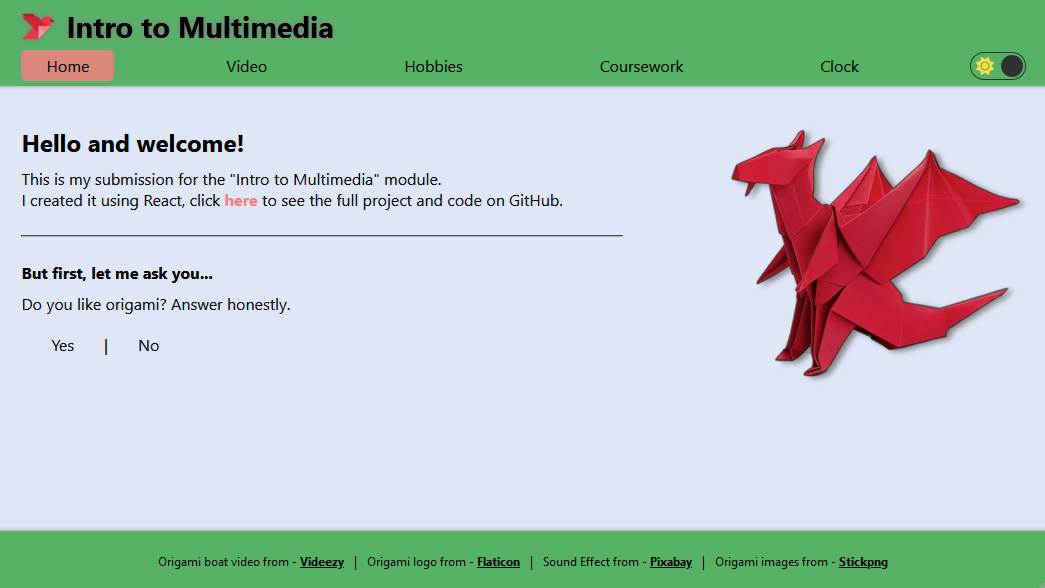 Intro to Multimedia
Home Video Hobbies Coursework Clock
Hello and welcome!
This is my submission for the "Intro to Multimedia" module.
I created it using React, click here to see the full project and code on GitHub.
But first, let me ask you...
Do you like origami? Answer honestly.
Yes | No
Origami boat video from - Videezy | Origami logo from - Flaticon | Sound Effect from - Pixabay | Origami images from - Stickpng